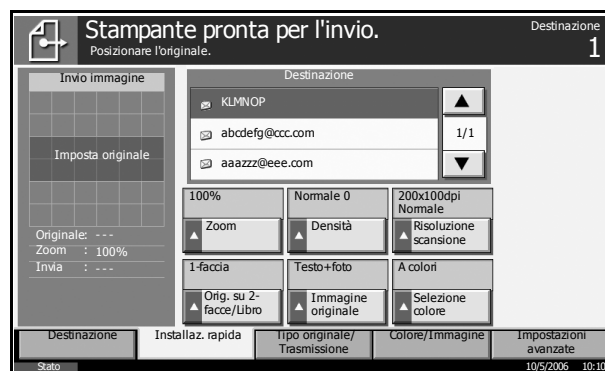 Stampante pronta per l'invio.
Posizionare l'originale.
Destinazione
1
Invio immagine
Imposta originale
Originale: ---
Zoom : 100%
Invia : ---
Destinazione
KLMNOP
abcdefg@ccc.com
aaazzz@eee.com
1/1
100%
Zoom
Normale 0
Densità
200x100dpi
Normale
Risoluzione
scansione
1-faccia
Orig. su 2-
facce/Libro
Testo+foto
Immagine
originale
A colori
Selezione
colore
Destinazione
Installaz. rapida
Tipo originale/
Trasmissione
Colore/Immagine
Impostazioni
avanzate
Stato
10/5/2006 10:10